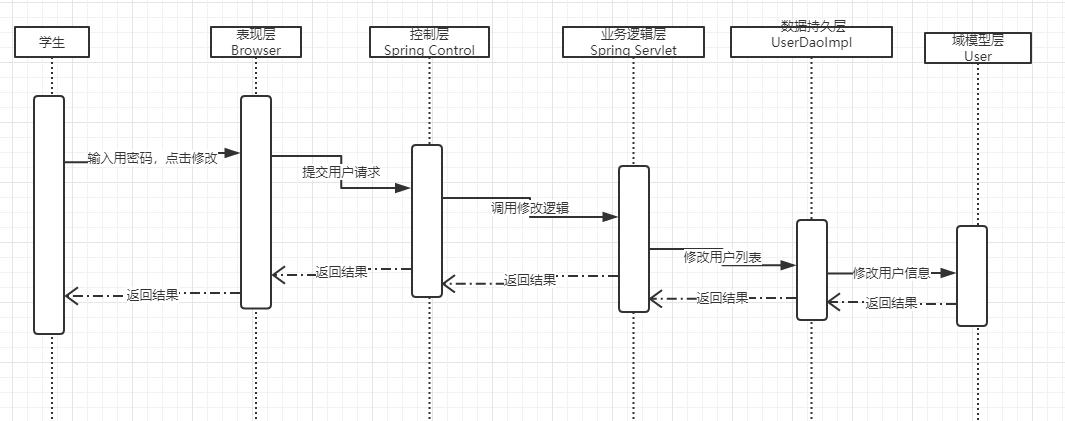 学生
表现层
Browser
控制层
Spring Control
业务逻辑层
Spring Servlet
数据持久层
UserDaoImpl
域模型层
User
输入用密码，点击修改
提交用户请求
调用修改逻辑
修改用户列表
修改用户信息
返回结果
返回结果
返回结果
返回结果
返回结果